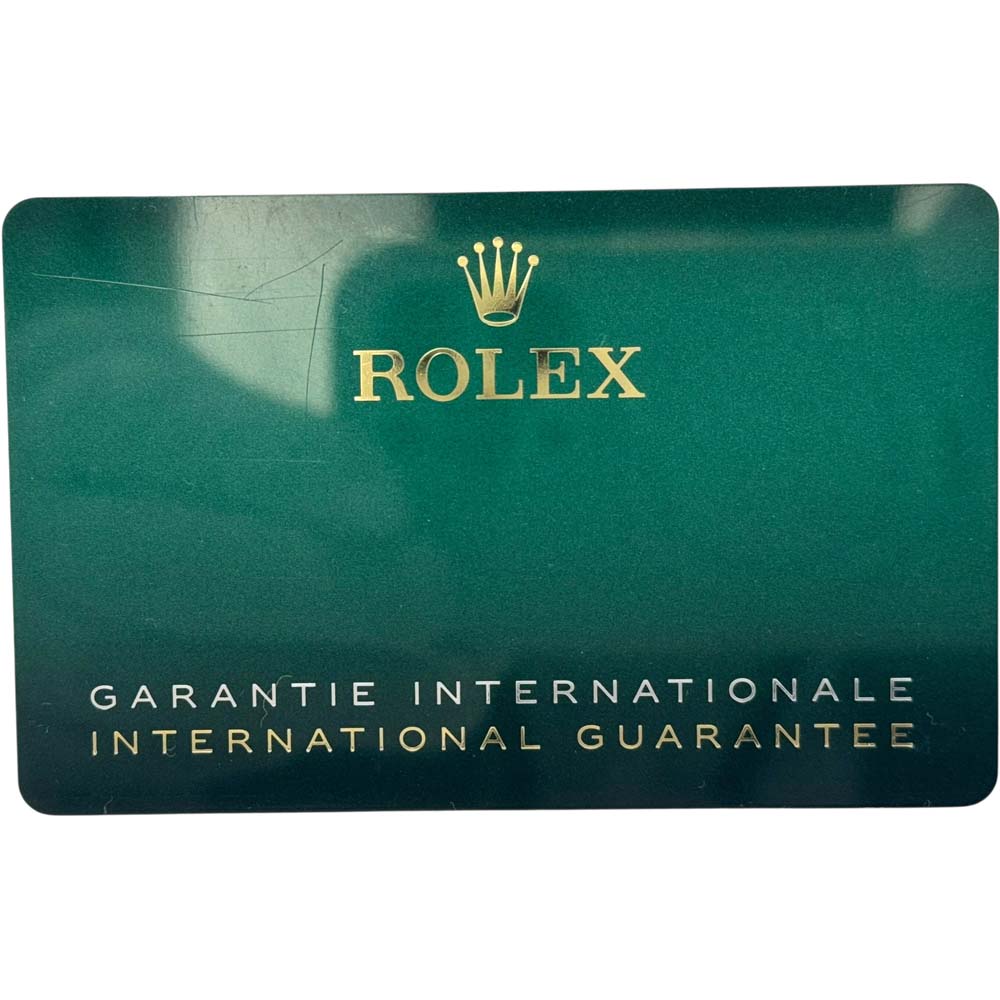 ROLEX
GARANTIE INTERNATIONALE
INTERNATIONAL GUARANTEE